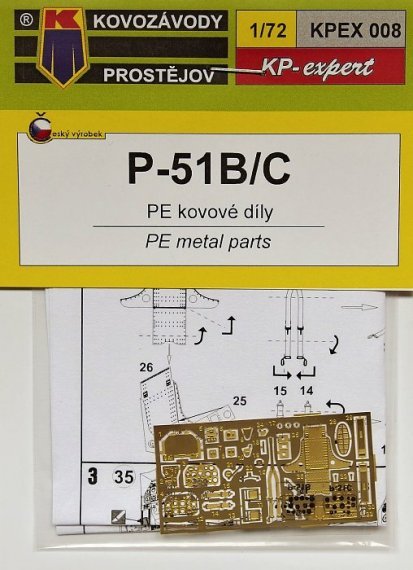 ® K KOVOZÁVODY
PROSTĚJOV
1/72 KPEX 008
KP-expert
Český výrobek
P-51B/C
PE kovové díly
PE metal parts
26
25
15 14
3 35